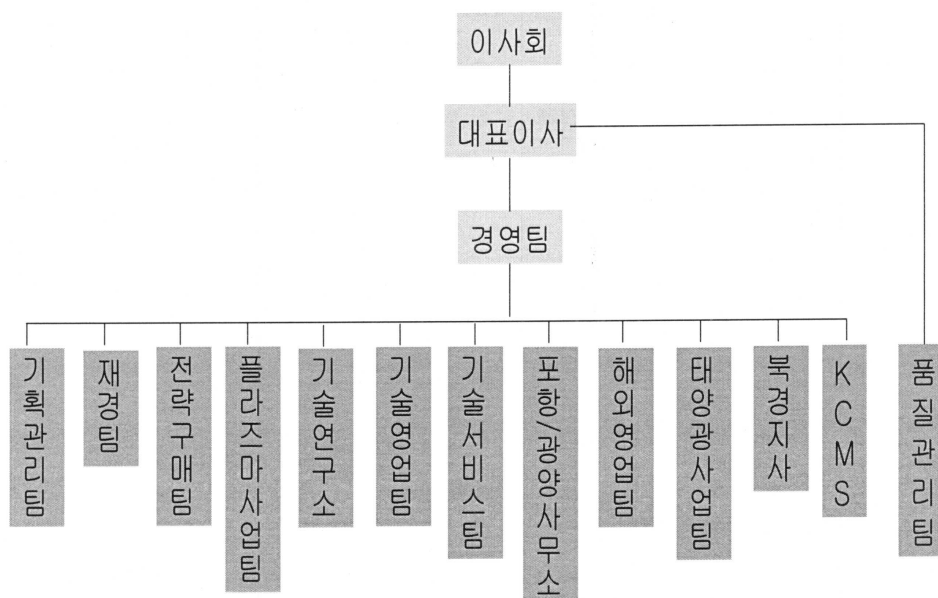 이사회
대표이사
경영팀
기획관리팀
재경팀
전략구매팀
플라즈마사업팀
기술연구소
기술영업팀
기술서비스팀
포항/광양사무소
해외영업팀
태양광사업팀
북경지사
KCMS
품질관리팀